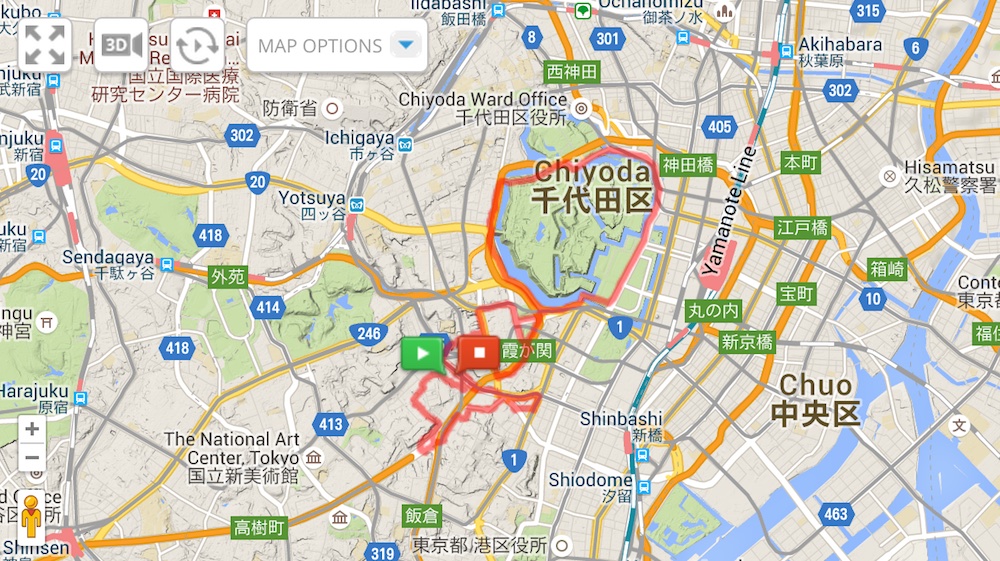 Iidabashi
飯田橋
Ochanomizu
御茶ノ水
315
3D
MAP OPTIONS
8
301
Akihabara
秋葉原
6
国立国際医療
研究センター病院
西神田
302
防衛省
Chiyoda Ward Office
千代田区役所
405
302
Ichigaya
市ヶ谷
新宿
神田橋
本町
Hisamatsu
久松警察署
20
20
Chiyoda
千代田区
Yotsuya
四ッ谷
Yamanote Line
418
江戸橋
Sendagaya
千駄ヶ谷
外苑
箱崎
414
宝町
10
丸の内
神宮
246
1
418
霞が関
新京橋
Harajuku
原宿
Chuo
中央区
413
Shinbashi
新橋
+
−
The National Art
Center, Tokyo
国立新美術館
文
1
Shiodome
汐留
飯倉
高樹町
463
東京都 港区役所
319